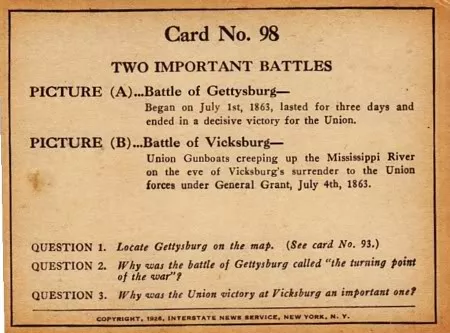 Card No. 98
TWO IMPORTANT BATTLES
PICTURE (A)...Battle of Gettysburg—
Began on July 1st, 1863, lasted for three days and
ended in a decisive victory for the Union.
PICTURE (B)...Battle of Vicksburg—
Union Gunboats creeping up the Mississippi River
on the eve of Vicksburg's surrender to the Union
forces under General Grant, July 4th, 1863.
QUESTION 1. Locate Gettysburg on the map. (See card No. 93.)
QUESTION 2. Why was the battle of Gettysburg called "the turning point
of the war"?
QUESTION 3. Why was the Union victory at Vicksburg an important one?
COPYRIGHT, 1926, INTERSTATE NEWS SERVICE, NEW YORK, N. Y.